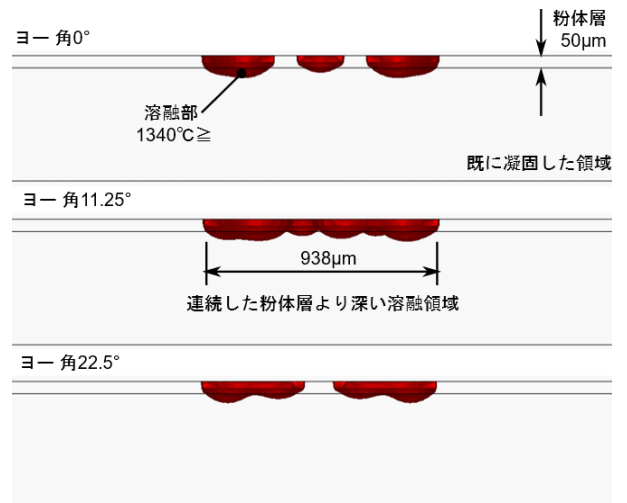 粉体層
50μm
ヨー 角0°
溶融部
1340℃≧
既に凝固した領域
ヨー 角11.25°
938μm
連続した粉体層より深い溶融領域
ヨー 角22.5°